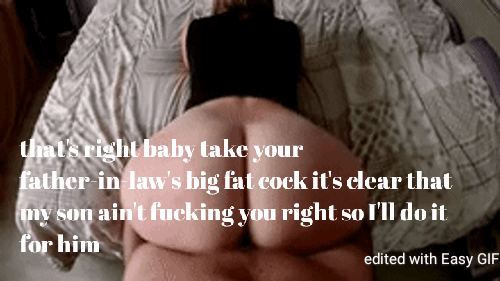 that's right baby take your
father-in-law's big fat cock it's clear that
my son ain't fucking you right so I'll do it
for him
edited with Easy GIF